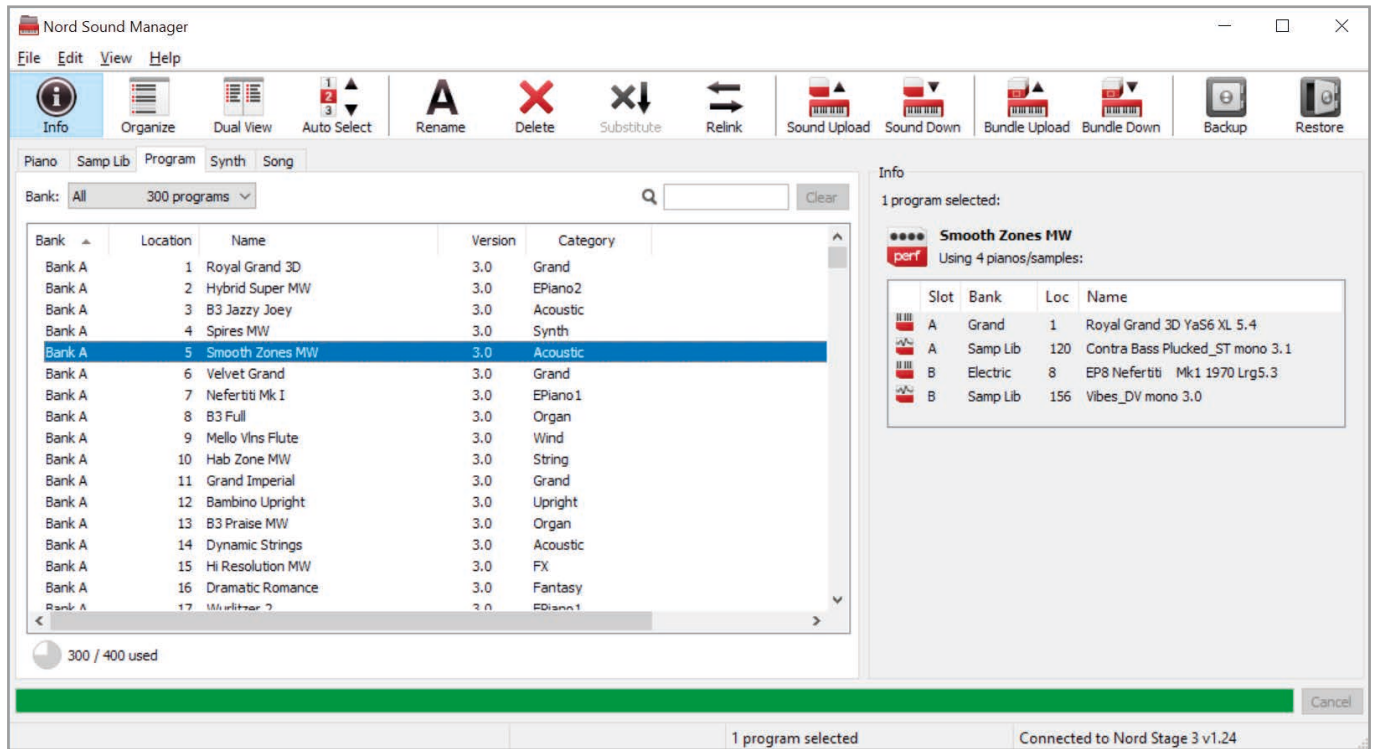 Nord Sound Manager
File Edit View Help
1
2
3
Info Organize Dual View Auto Select Rename Delete Substitute Relink Sound Upload Sound Down Bundle Upload Bundle Down Backup Restore
Piano Samp Lib Program Synth Song
Bank: All 300 programs Clear
Bank Location Name Version Category
Bank A 1 Royal Grand 3D 3.0 Grand
Bank A 2 Hybrid Super MW 3.0 EPiano2
Bank A 3 B3 Jazzy Joey 3.0 Acoustic
Bank A 4 Spires MW 3.0 Synth
Bank A 5 Smooth Zones MW 3.0 Acoustic
Bank A 6 Velvet Grand 3.0 Grand
Bank A 7 Nefertiti Mk I 3.0 EPiano1
Bank A 8 B3 Full 3.0 Organ
Bank A 9 Mello Vlns Flute 3.0 Wind
Bank A 10 Hab Zone MW 3.0 String
Bank A 11 Grand Imperial 3.0 Grand
Bank A 12 Bambino Upright 3.0 Upright
Bank A 13 B3 Praise MW 3.0 Organ
Bank A 14 Dynamic Strings 3.0 Acoustic
Bank A 15 Hi Resolution MW 3.0 FX
Bank A 16 Dramatic Romance 3.0 Fantasy
Bank A 17 Wurlitzer 2 3.0 EPiano1
300 / 400 used
Info
1 program selected:
Smooth Zones MW
perf Using 4 pianos/samples:
Slot Bank Loc Name
A Grand 1 Royal Grand 3D YaS6 XL 5.4
A Samp Lib 120 Contra Bass Plucked_ST mono 3.1
B Electric 8 EP8 Nefertiti Mk1 1970 Lrg5.3
B Samp Lib 156 Vibes_DV mono 3.0
Cancel
1 program selected Connected to Nord Stage 3 v1.24